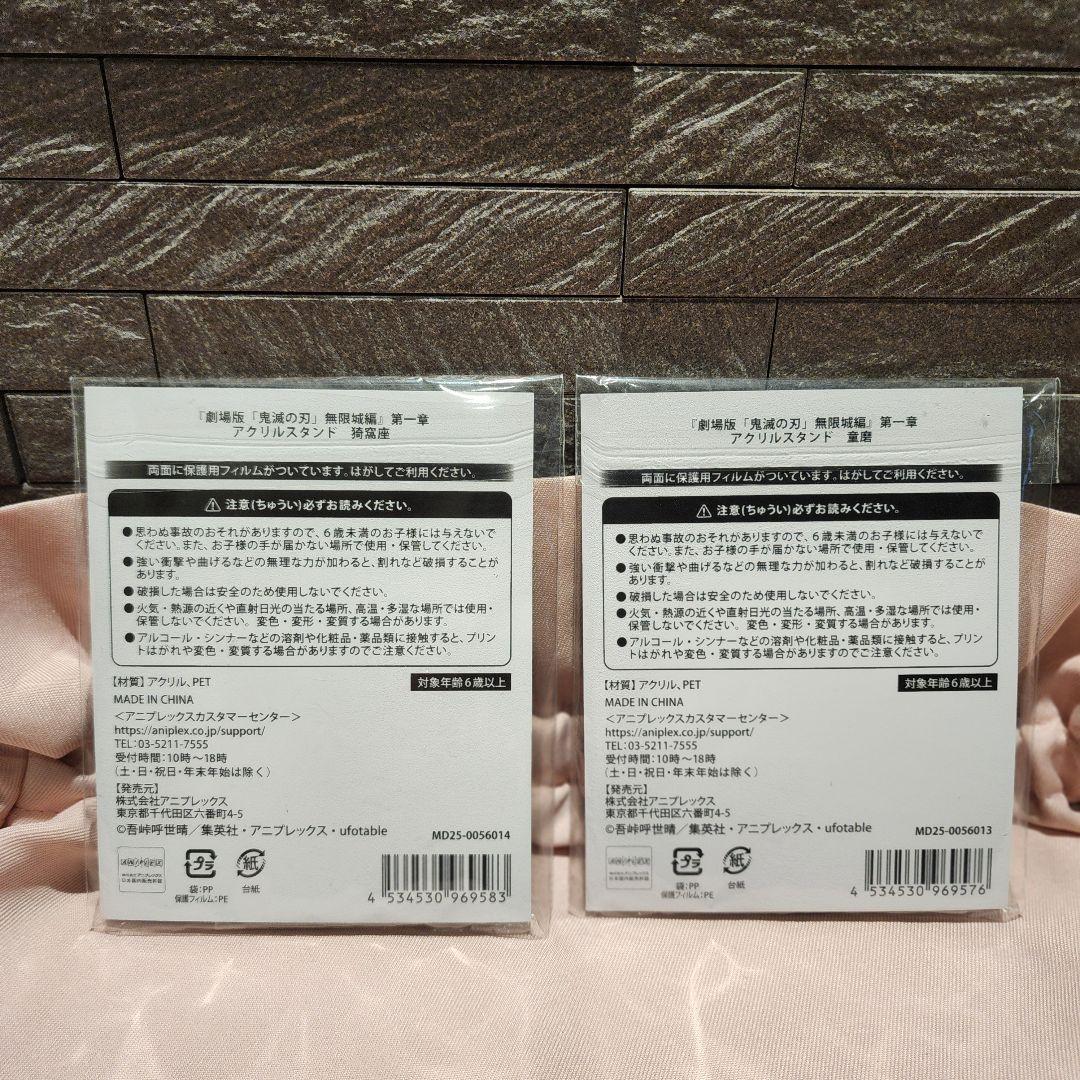 『劇場版「鬼滅の刃」無限城編』第一章
アクリルスタンド 猗窩座
両面に保護用フィルムがついています。はがしてご利用ください。
⚠ 注意(ちゅうい)必ずお読みください。
●思わぬ事故のおそれがありますので、6歳未満のお子様には与えないで
ください。また、お子様の手が届かない場所で使用・保管してください。
●強い衝撃や曲げるなどの無理な力が加わると、割れなど破損することが
あります。
●破損した場合は安全のため使用しないでください。
●火気・熱源の近くや直射日光の当たる場所、高温・多湿な場所では使用・
保管しないでください。変色・変形・変質する場合があります。
●アルコール・シンナーなどの溶剤や化粧品・薬品類に接触すると、プリン
トはがれや変色・変質する場合がありますのでご注意ください。
【材質】アクリル、PET
対象年齢6歳以上
MADE IN CHINA
＜アニプレックスカスタマーセンター＞
https://aniplex.co.jp/support/
TEL:03-5211-7555
受付時間:10時～18時
(土・日・祝日・年末年始は除く)
【発売元】
株式会社アニプレックス
東京都千代田区六番町4-5
©吾峠呼世晴／集英社・アニプレックス・ufotable
MD25-0056014
プラ
袋:PP
保護フィルム:PE
紙
台紙
4 534530 969583
『劇場版「鬼滅の刃」無限城編』第一章
アクリルスタンド 童磨
両面に保護用フィルムがついています。はがしてご利用ください。
⚠ 注意(ちゅうい)必ずお読みください。
●思わぬ事故のおそれがありますので、6歳未満のお子様には与えないで
ください。また、お子様の手が届かない場所で使用・保管してください。
●強い衝撃や曲げるなどの無理な力が加わると、割れなど破損することが
あります。
●破損した場合は安全のため使用しないでください。
●火気・熱源の近くや直射日光の当たる場所、高温・多湿な場所では使用・
保管しないでください。変色・変形・変質する場合があります。
●アルコール・シンナーなどの溶剤や化粧品・薬品類に接触すると、プリン
トはがれや変色・変質する場合がありますのでご注意ください。
【材質】アクリル、PET
対象年齢6歳以上
MADE IN CHINA
＜アニプレックスカスタマーセンター＞
https://aniplex.co.jp/support/
TEL:03-5211-7555
受付時間:10時～18時
(土・日・祝日・年末年始は除く)
【発売元】
株式会社アニプレックス
東京都千代田区六番町4-5
©吾峠呼世晴／集英社・アニプレックス・ufotable
MD25-0056013
プラ
袋:PP
保護フィルム:PE
紙
台紙
4 534530 969576